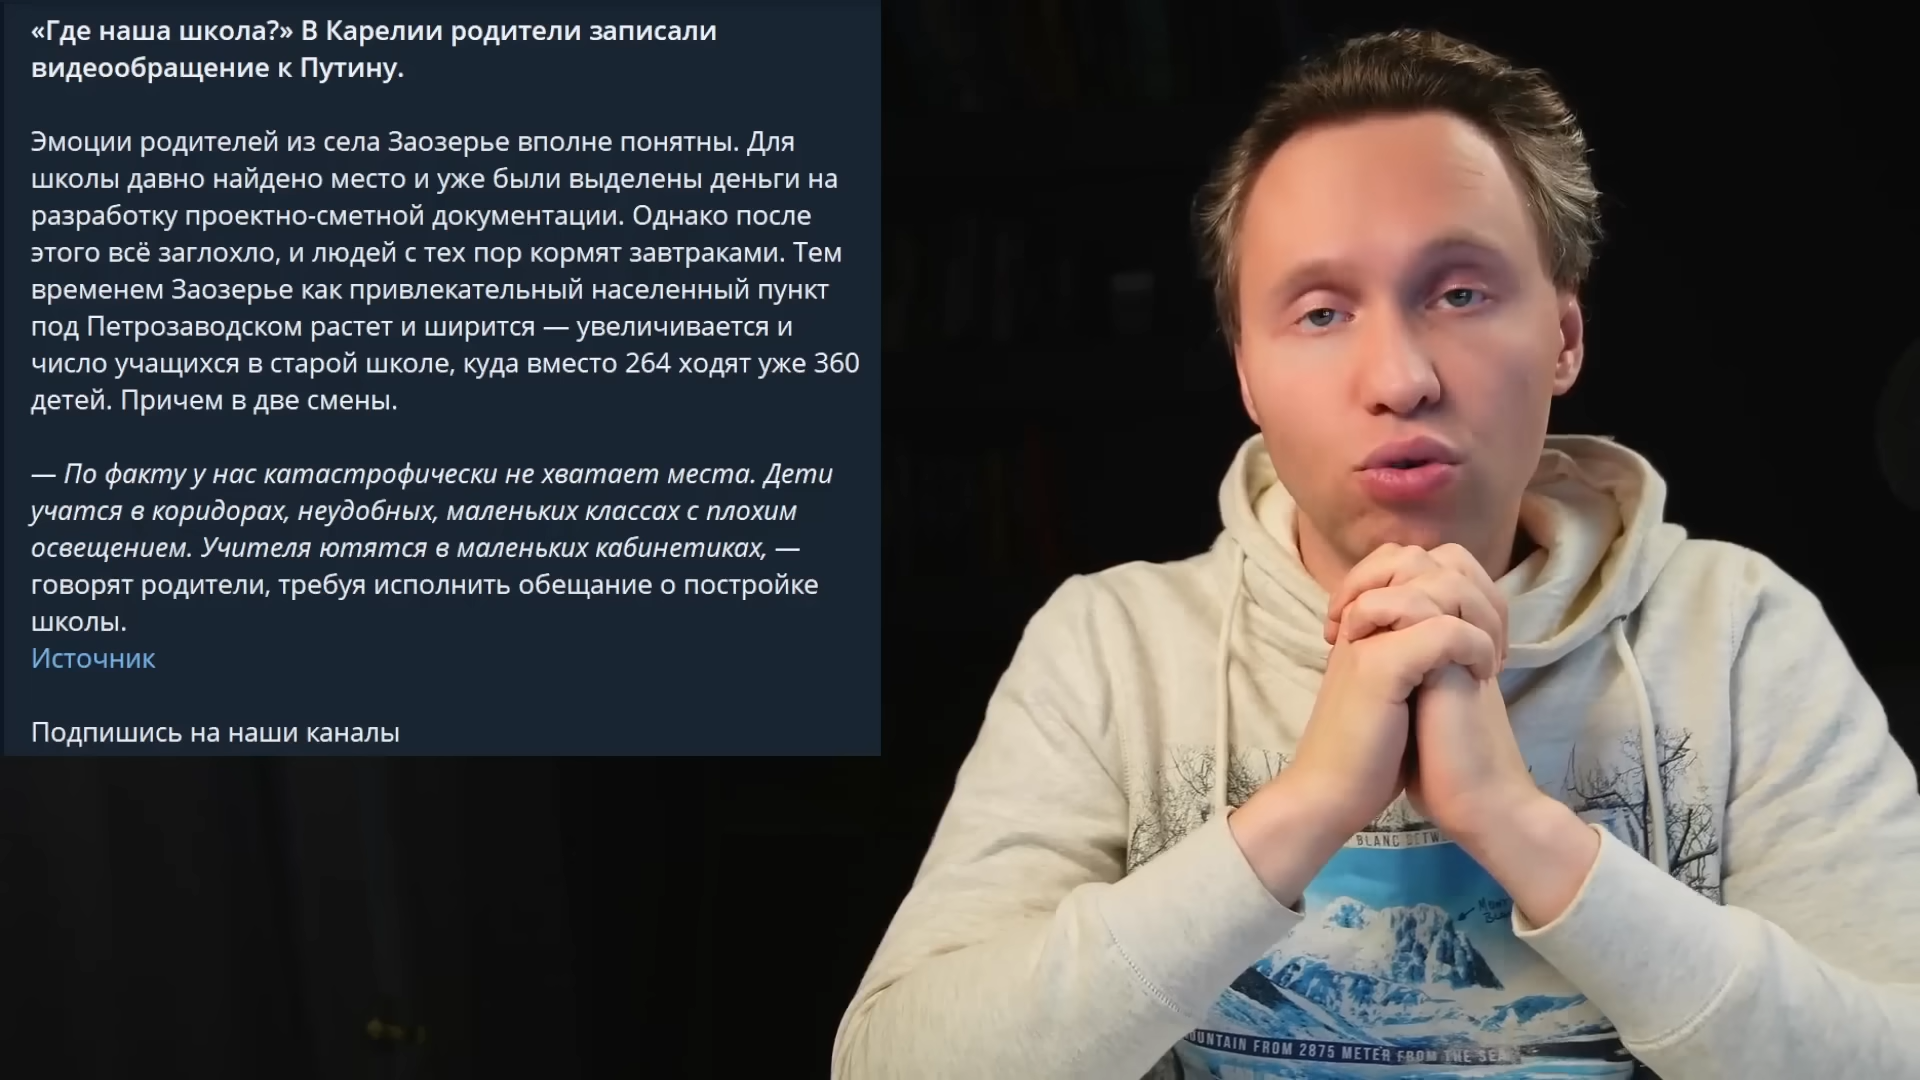 «Где наша школа?» В Карелии родители записали
видеообращение к Путину.
Эмоции родителей из села Заозерье вполне понятны. Для
школы давно найдено место и уже были выделены деньги на
разработку проектно-сметной документации. Однако после
этого всё заглохло, и людей с тех пор кормят завтраками. Тем
временем Заозерье как привлекательный населенный пункт
под Петрозаводском растет и ширится — увеличивается и
число учащихся в старой школе, куда вместо 264 ходят уже 360
детей. Причем в две смены.
— По факту у нас катастрофически не хватает места. Дети
учатся в коридорах, неудобных, маленьких классах с плохим
освещением. Учителя ютятся в маленьких кабинетиках, —
говорят родители, требуя исполнить обещание о постройке
школы.
Источник
Подпишись на наши каналы
BLANC
FROM 2875 METER FROM THE SEA